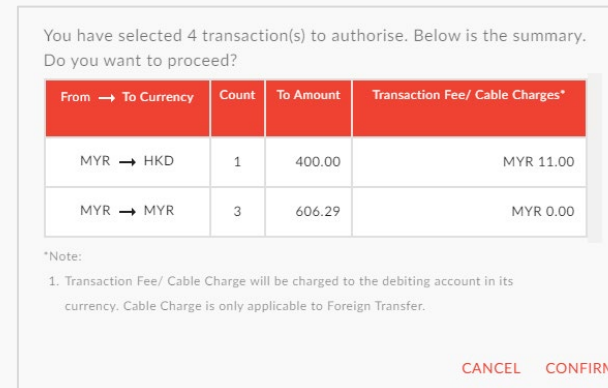 You have selected 4 transaction(s) to authorise. Below is the summary.
Do you want to proceed?
From → To Currency Count To Amount Transaction Fee/ Cable Charges*
MYR → HKD 1 400.00 MYR 11.00
MYR → MYR 3 606.29 MYR 0.00
*Note:
1. Transaction Fee/ Cable Charge will be charged to the debiting account in its
currency. Cable Charge is only applicable to Foreign Transfer.
CANCEL CONFIRM